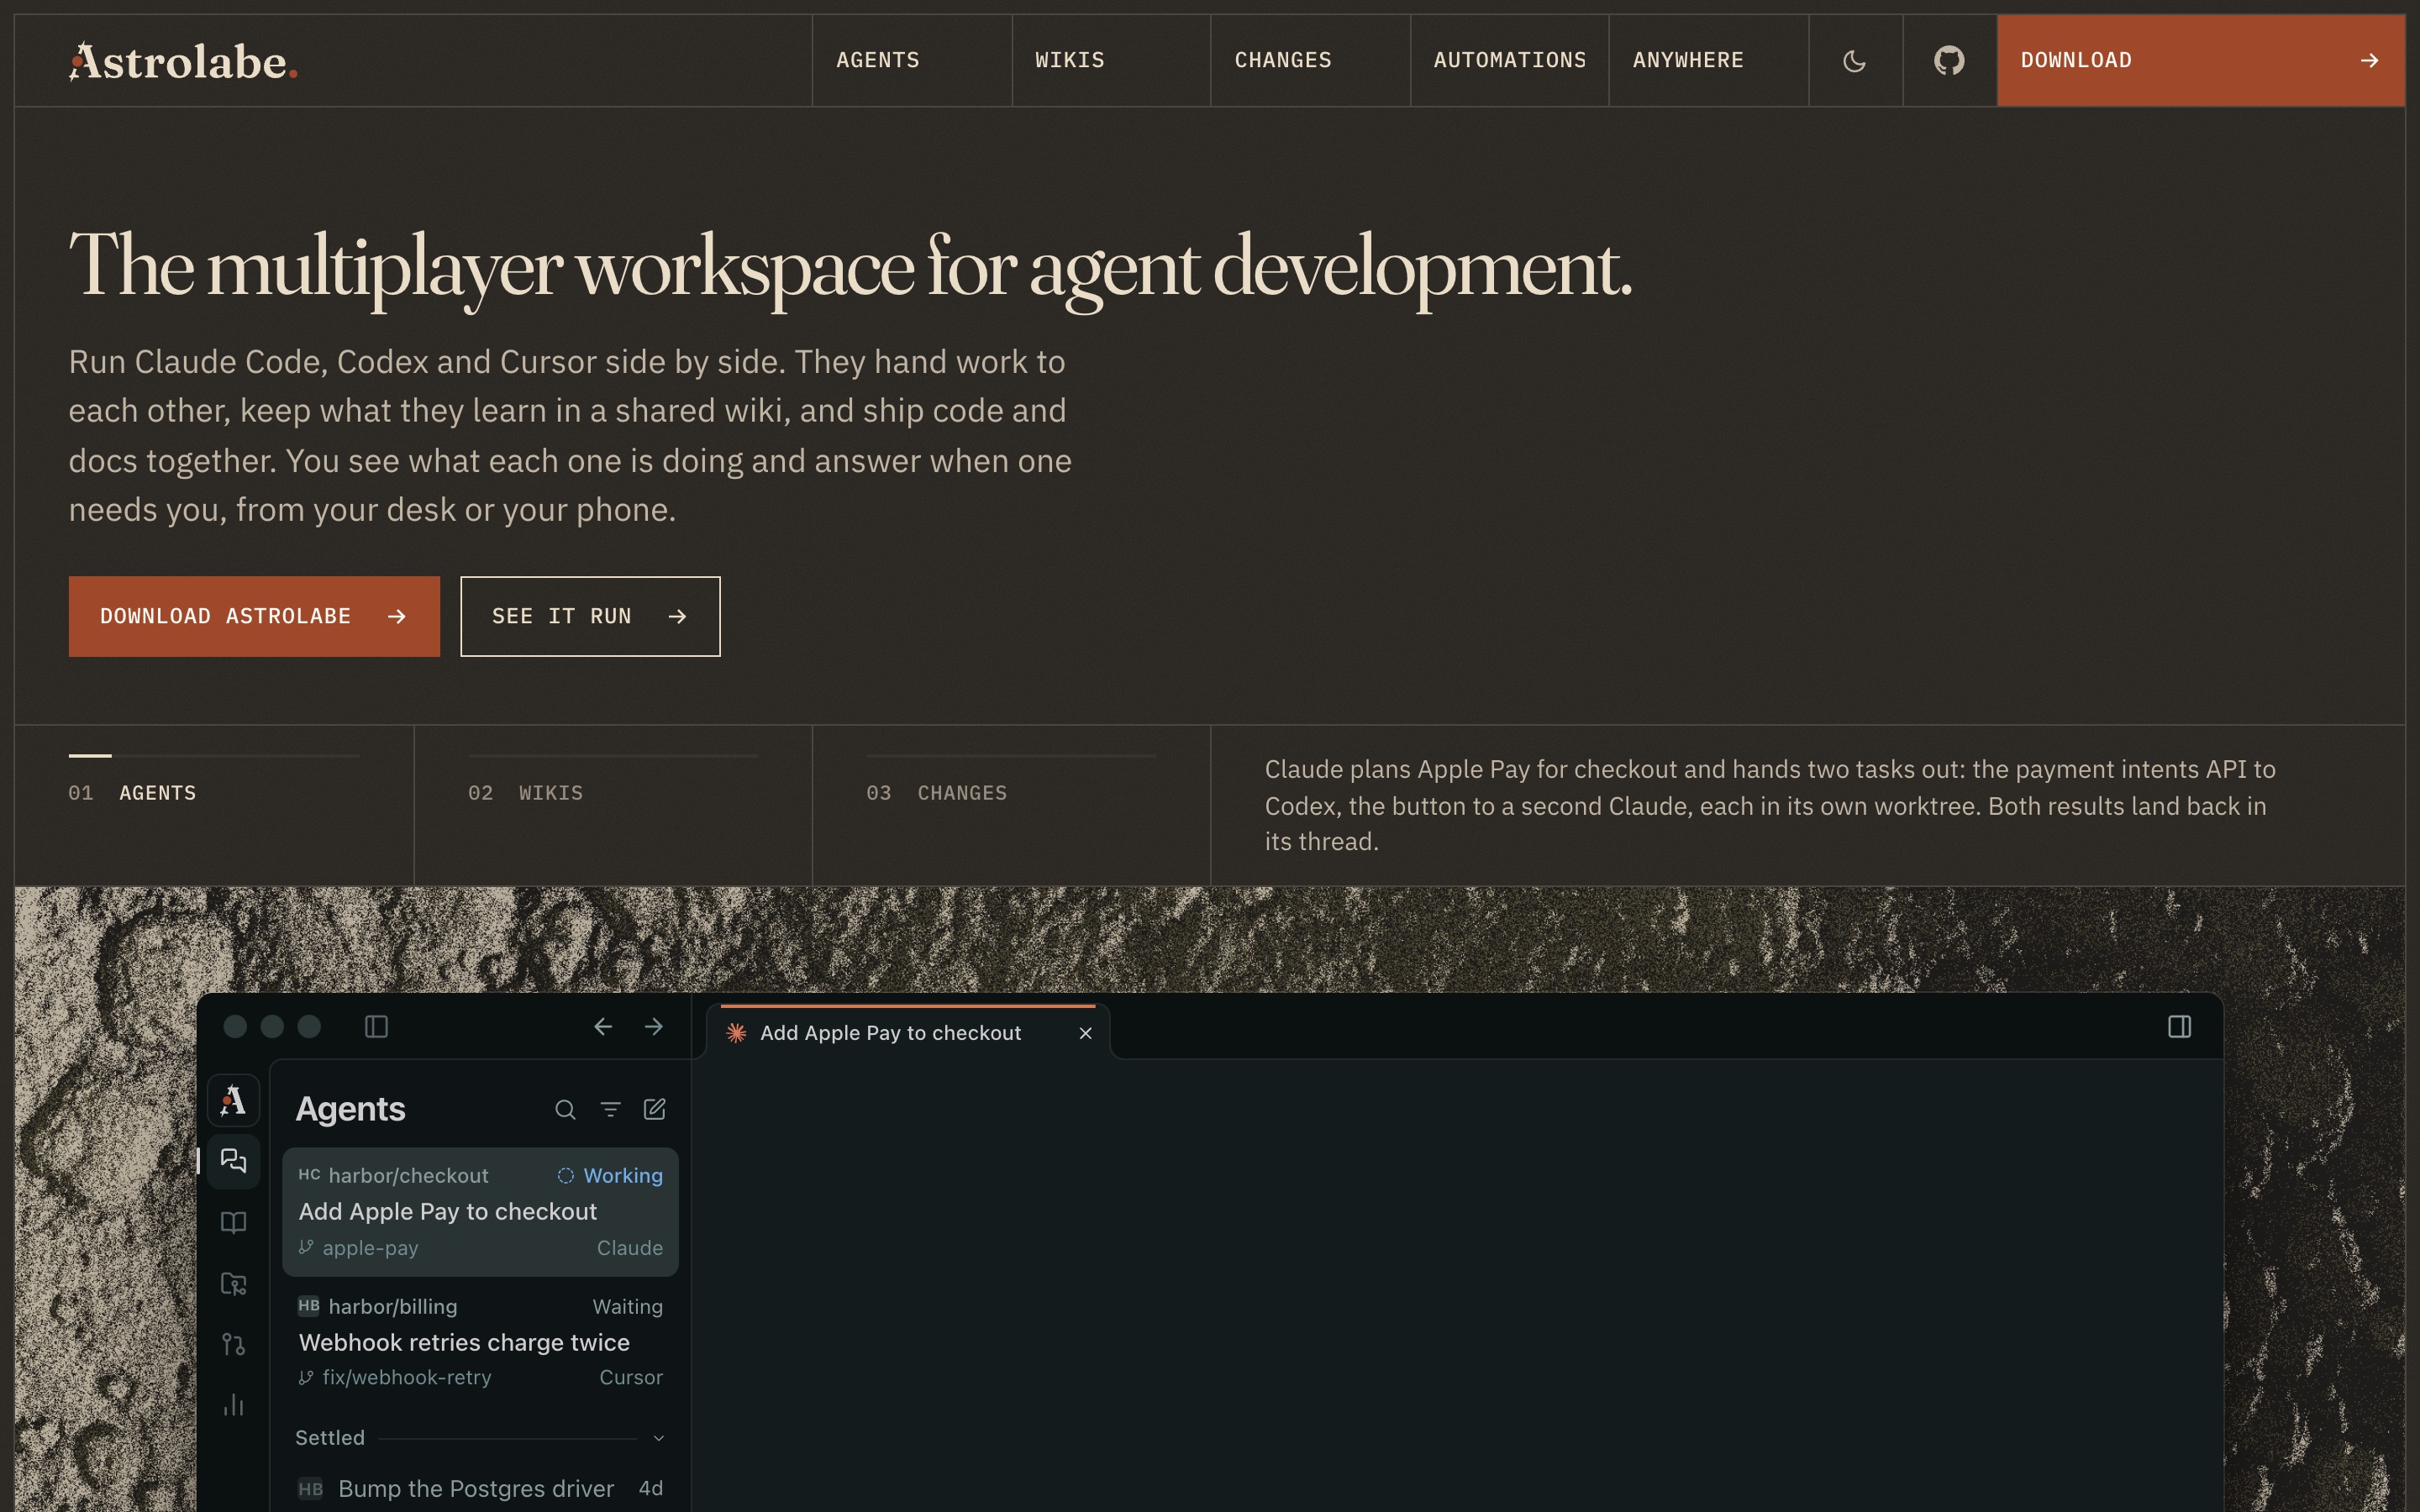 Astrolabe.
AGENTS
WIKIS
CHANGES
AUTOMATIONS
ANYWHERE
DOWNLOAD →
The multiplayer workspace for agent development.
Run Claude Code, Codex and Cursor side by side. They hand work to
each other, keep what they learn in a shared wiki, and ship code and
docs together. You see what each one is doing and answer when one
needs you, from your desk or your phone.
DOWNLOAD ASTROLABE →
SEE IT RUN →
01 AGENTS
02 WIKIS
03 CHANGES
Claude plans Apple Pay for checkout and hands two tasks out: the payment intents API to
Codex, the button to a second Claude, each in its own worktree. Both results land back in
its thread.
Add Apple Pay to checkout
A
Agents
HC harbor/checkout Working
Add Apple Pay to checkout
apple-pay Claude
HB harbor/billing Waiting
Webhook retries charge twice
fix/webhook-retry Cursor
Settled
HB Bump the Postgres driver 4d